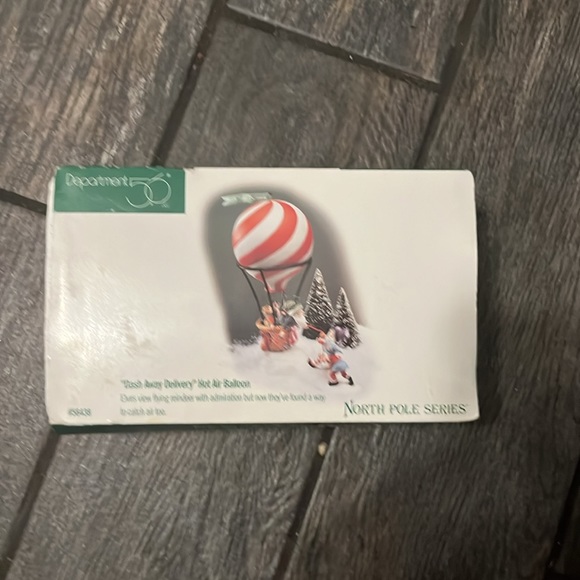 Department 56
"Dash Away Delivery" Hot Air Balloon
Elves view flying reindeer with admiration but now they've found a way
to catch air too.
NORTH POLE SERIES™